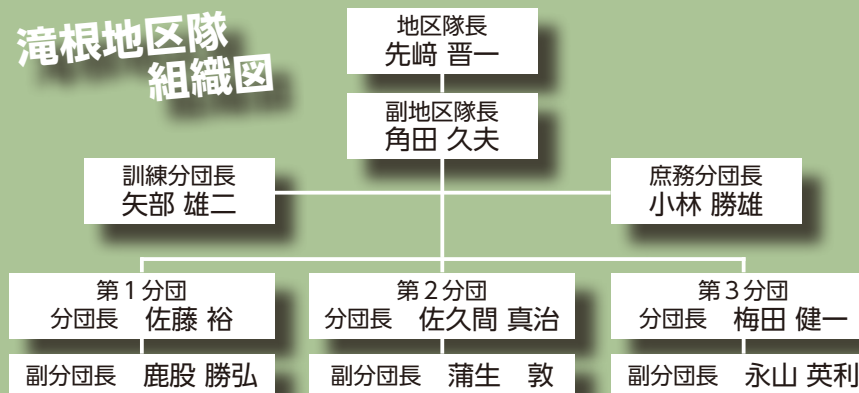 滝根地区隊
組織図
地区隊長
先﨑 晋一
副地区隊長
角田 久夫
訓練分団長
矢部 雄二
庶務分団長
小林 勝雄
第1分団
分団長 佐藤 裕
副分団長 鹿股 勝弘
第2分団
分団長 佐久間 真治
副分団長 蒲生 敦
第3分団
分団長 梅田 健一
副分団長 永山 英利